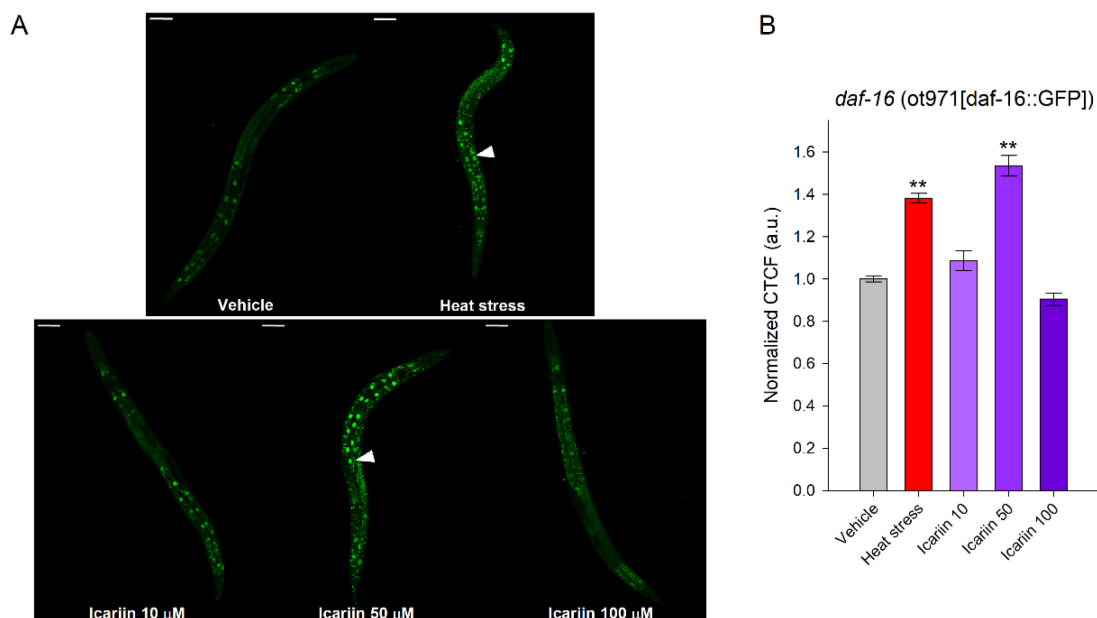 A
Vehicle
Heat stress
Icariin 10 μM
Icariin 50 μM
Icariin 100 μM
B
daf-16 (ot971[daf-16::GFP])
Normalized CTCF (a.u.)
1.6
1.4
1.2
1.0
0.8
0.6
0.4
0.2
0.0
**
**
Vehicle
Heat stress
Icariin 10
Icariin 50
Icariin 100